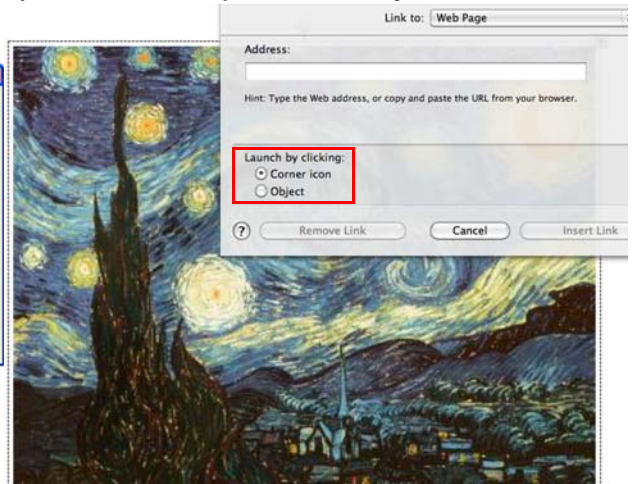 Link to: Web Page
Address:
Hint: Type the Web address, or copy and paste the URL from your browser.
Launch by clicking:
Corner icon
Object
? Remove Link Cancel Insert Link